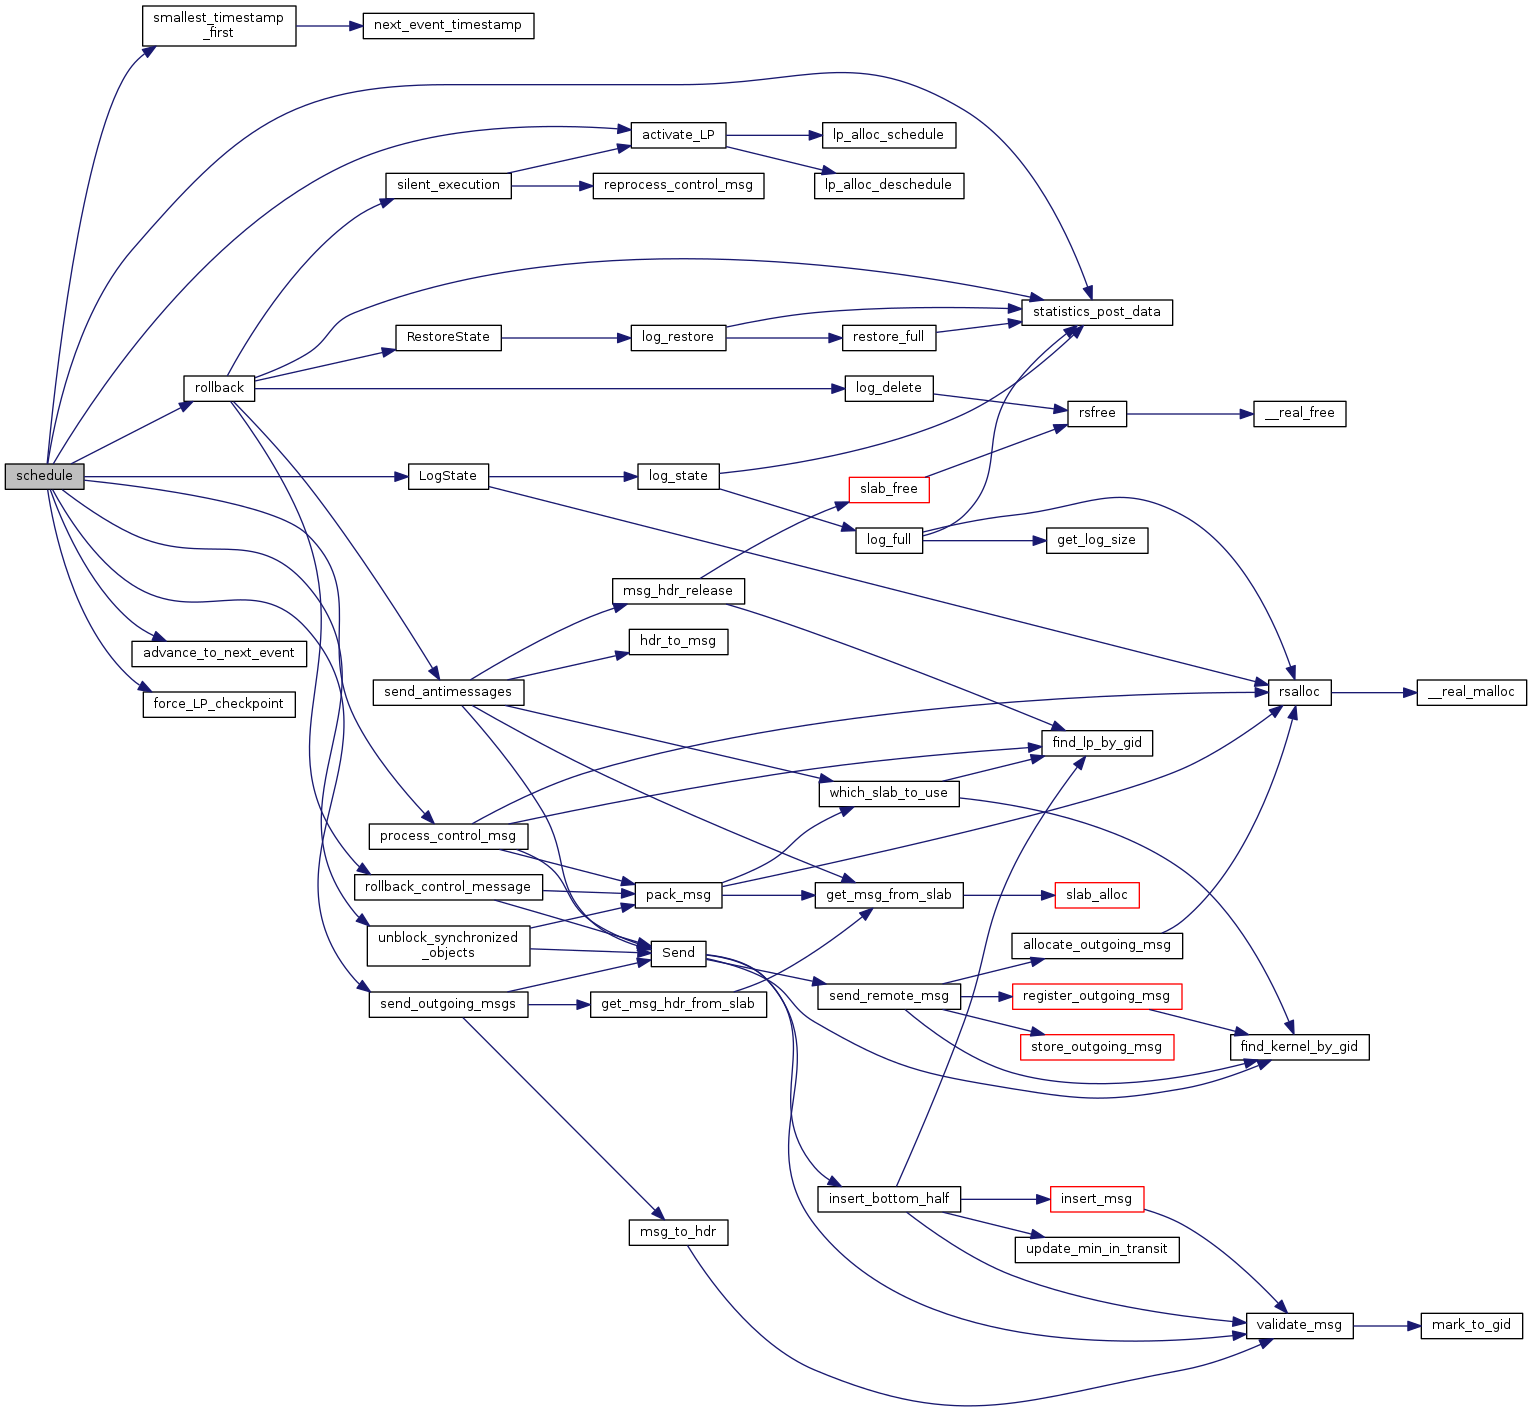 smallest_timestamp
_first
next_event_timestamp
activate_LP
lp_alloc_schedule
silent_execution
reprocess_control_msg
lp_alloc_deschedule
statistics_post_data
RestoreState
log_restore
restore_full
rollback
log_delete
rsfree
__real_free
schedule
LogState
log_state
slab_free
log_full
get_log_size
msg_hdr_release
hdr_to_msg
advance_to_next_event
send_antimessages
force_LP_checkpoint
rsalloc
__real_malloc
find_lp_by_gid
which_slab_to_use
process_control_msg
rollback_control_message
pack_msg
get_msg_from_slab
slab_alloc
unblock_synchronized
_objects
Send
allocate_outgoing_msg
send_outgoing_msgs
get_msg_hdr_from_slab
send_remote_msg
register_outgoing_msg
store_outgoing_msg
find_kernel_by_gid
insert_bottom_half
insert_msg
msg_to_hdr
update_min_in_transit
validate_msg
mark_to_gid